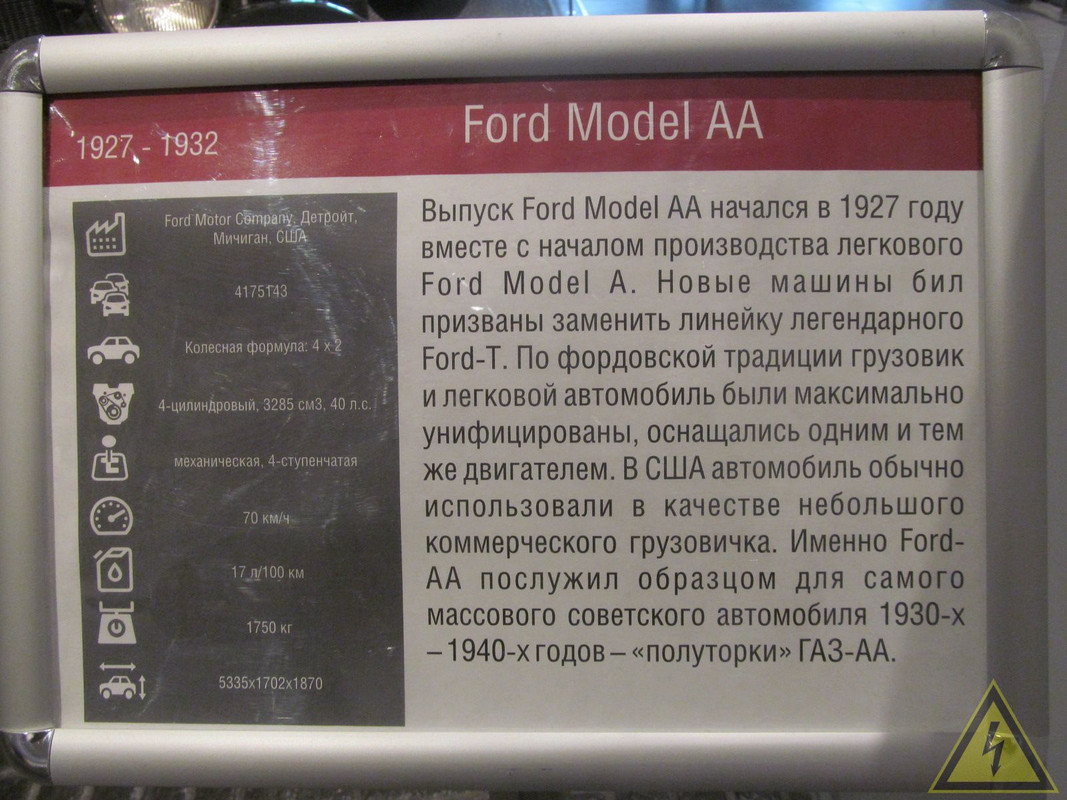 1927 - 1932
Ford Model AA
Ford Motor Company. Детройт,
Мичиган, США
4175143
Колесная формула: 4 x 2
4-цилиндровый, 3285 см3, 40 л.с.
механическая, 4-ступенчатая
70 км/ч
17 л/100 км
1750 кг
5335x1702x1870
Выпуск Ford Model AA начался в 1927 году
вместе с началом производства легкового
Ford Model A. Новые машины бил
призваны заменить линейку легендарного
Ford-T. По фордовской традиции грузовик
и легковой автомобиль были максимально
унифицированы, оснащались одним и тем
же двигателем. В США автомобиль обычно
использовали в качестве небольшого
коммерческого грузовичка. Именно Ford-
AA послужил образцом для самого
массового советского автомобиля 1930-х
– 1940-х годов – «полуторки» ГАЗ-АА.